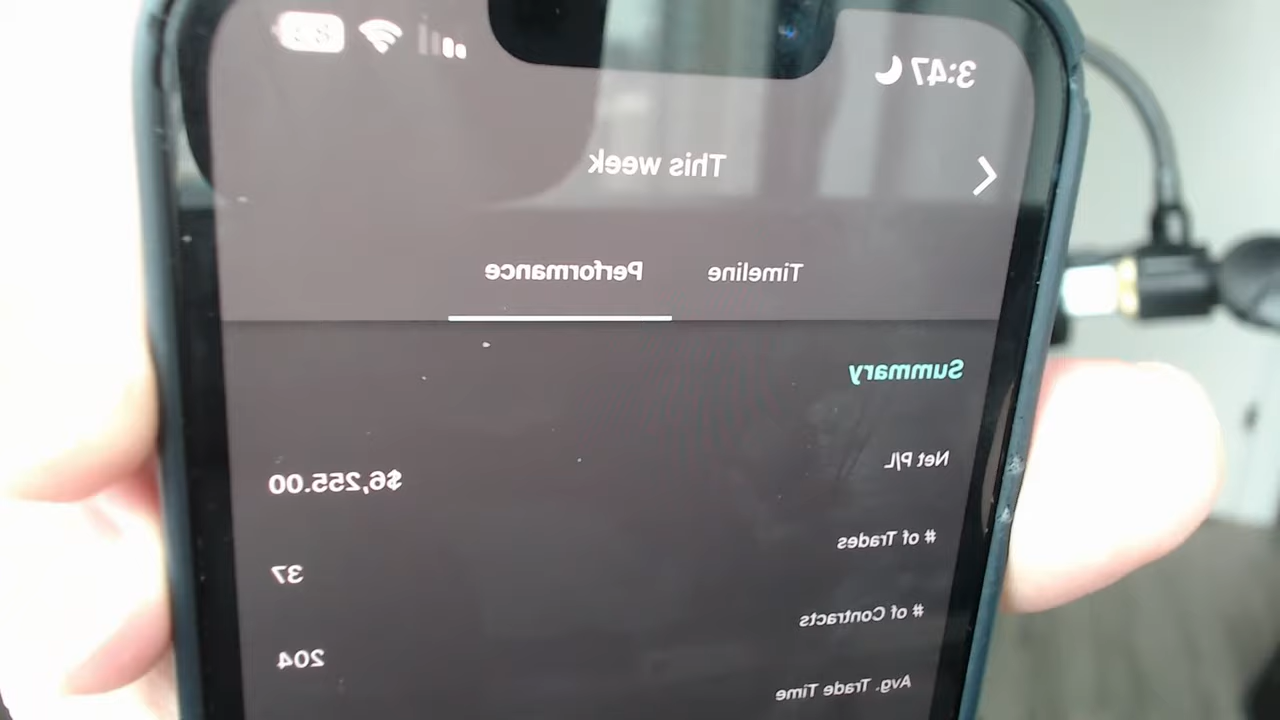 3:47
This week
Timeline Performance
Summary
Net P/L $6,255.00
# of Trades 37
# of Contracts 204
Avg. Trade Time